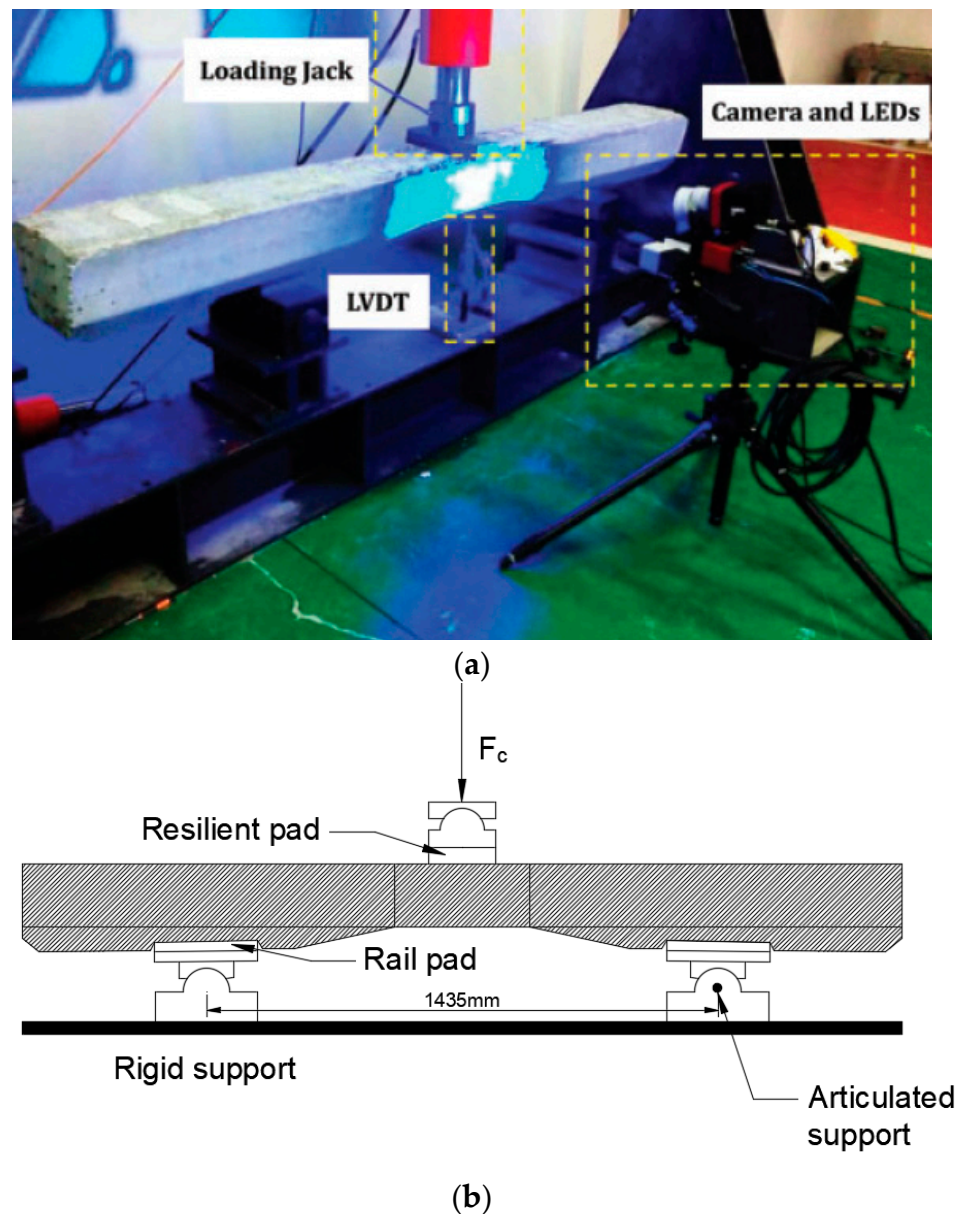 Loading Jack
Camera and LEDs
LVDT
(a)
Fc
Resilient pad
Rail pad
1435mm
Rigid support
Articulated
support
(b)